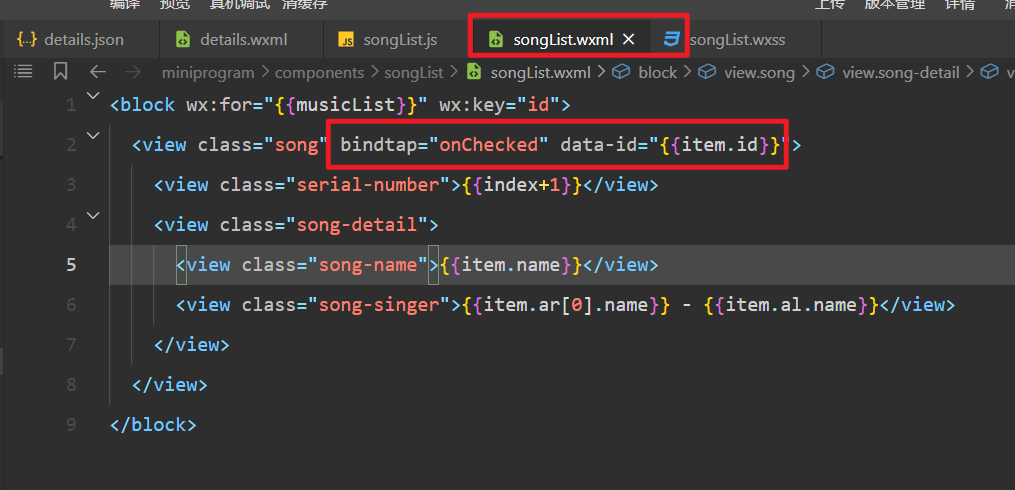 编译 预览 真机调试 清缓存 上传 版本管理 详情
{..} details.json details.wxml JS songList.js songList.wxml × songList.wxss
miniprogram > components > songList > songList.wxml > block > view.song > view.song-detail >
1 <block wx:for="{{musicList}}" wx:key="id">
2 <view class="song" bindtap="onChecked" data-id="{{item.id}}">
3 <view class="serial-number">{{index+1}}</view>
4 <view class="song-detail">
5 <view class="song-name">{{item.name}}</view>
6 <view class="song-singer">{{item.ar[0].name}} - {{item.al.name}}</view>
7 </view>
8 </view>
9 </block>